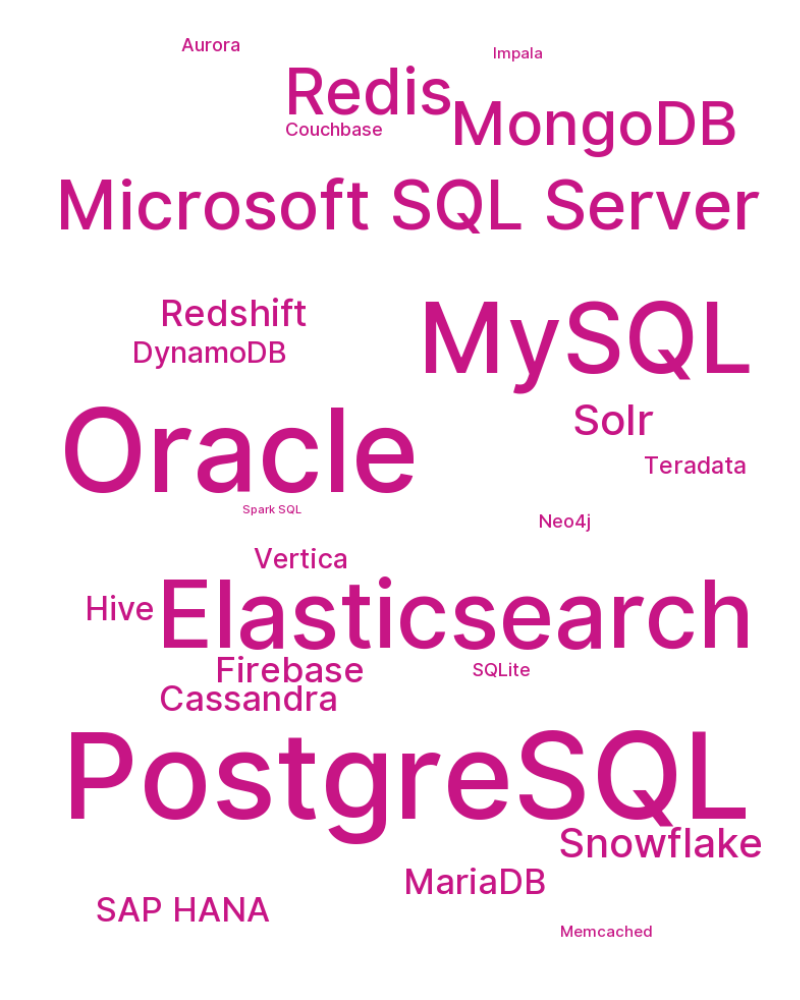 Aurora
Impala
Redis
MongoDB
Couchbase
Microsoft SQL Server
Redshift
MySQL
DynamoDB
Solr
Oracle
Teradata
Spark SQL
Neo4j
Vertica
Hive
Elasticsearch
Firebase
SQLite
Cassandra
PostgreSQL
Snowflake
MariaDB
SAP HANA
Memcached